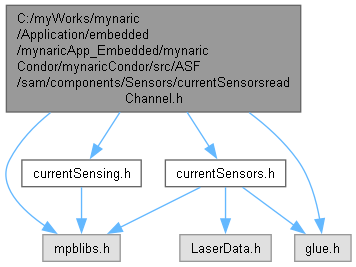 C:/myWorks/mynaric
/Application/embedded
/mynaricApp_Embedded/mynaric
Condor/mynaricCondor/src/ASF
/sam/components/Sensors/currentSensorsread
Channel.h
currentSensing.h
currentSensors.h
mpblibs.h
LaserData.h
glue.h